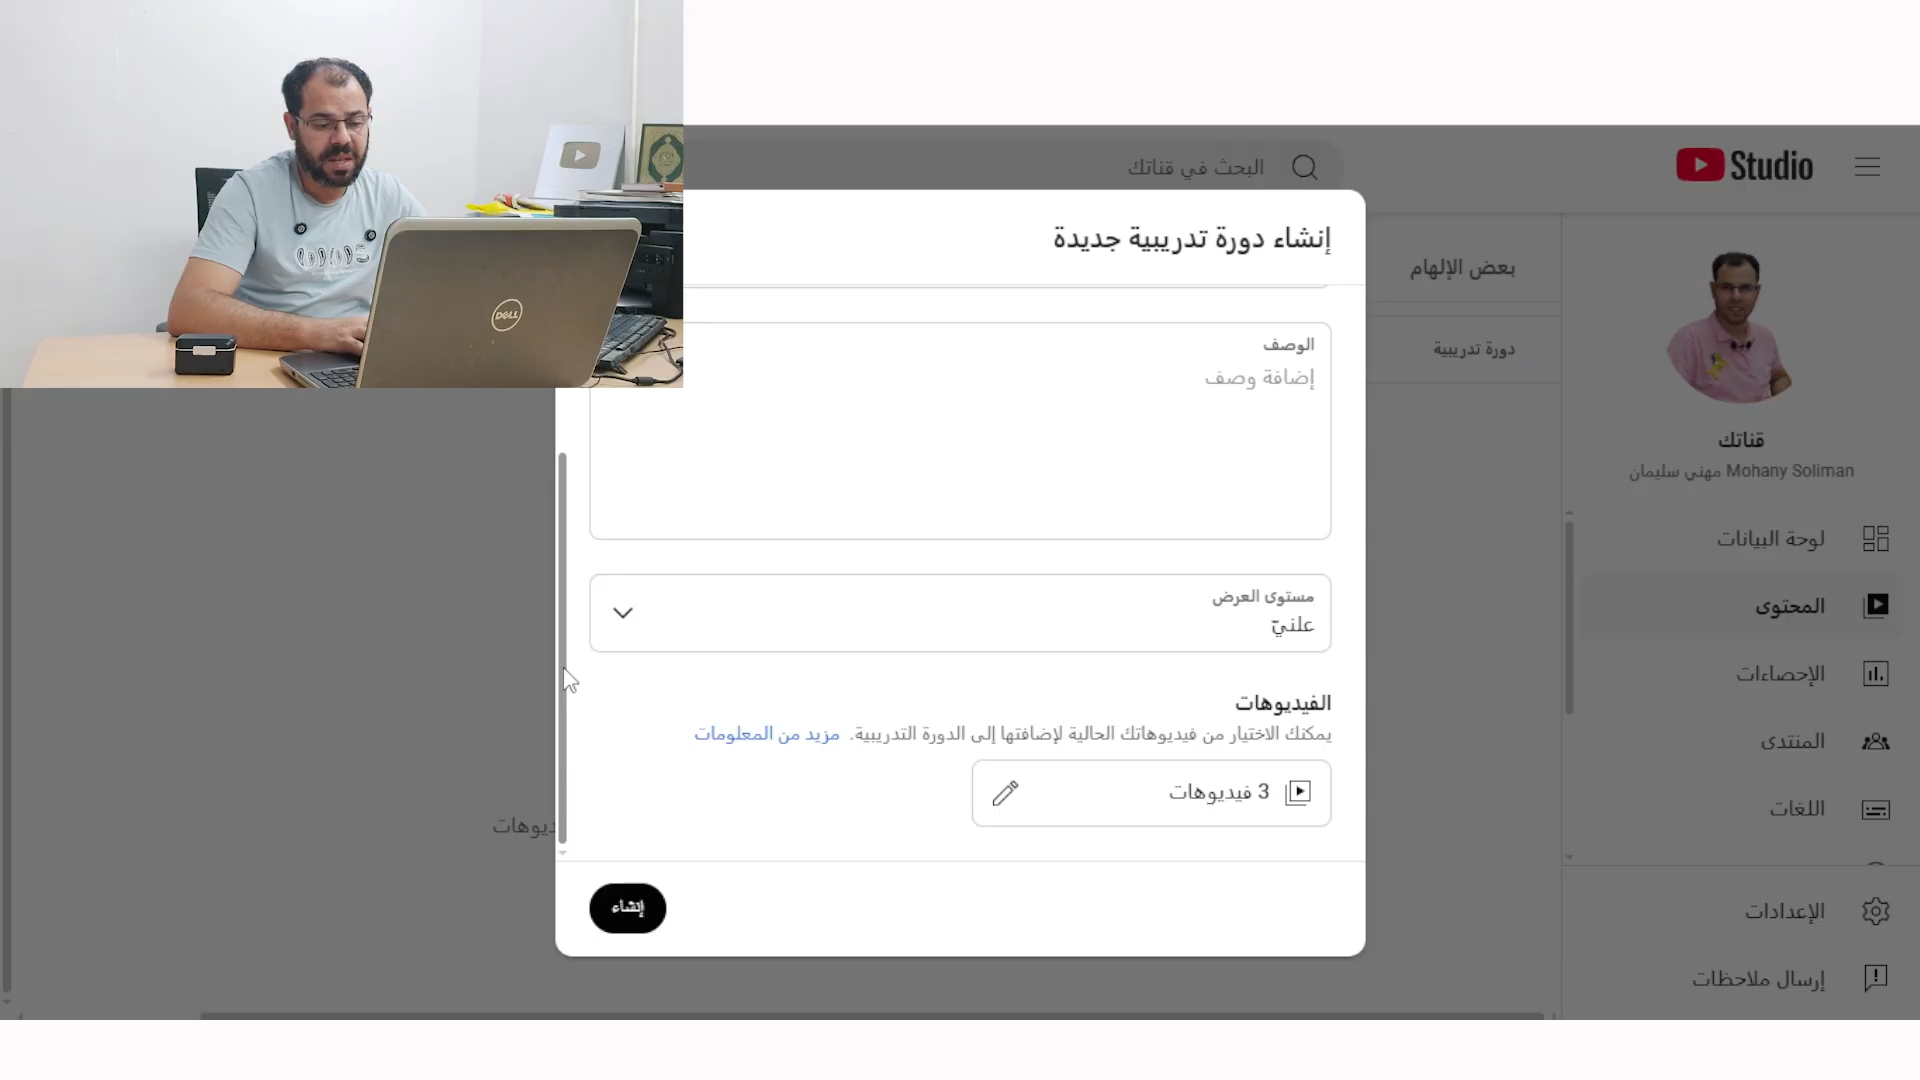 البحث في قناتك
Studio
إنشاء دورة تدريبية جديدة
الوصف
إضافة وصف
مستوى العرض
علنيّ
الفيديوهات
يمكنك الاختيار من فيديوهاتك الحالية لإضافتها إلى الدورة التدريبية. مزيد من المعلومات
3 فيديوهات
إنشاء
بعض الإلهام
دورة تدريبية
قناتك
Mohany Soliman مهني سليمان
لوحة البيانات
المحتوى
الإحصاءات
المنتدى
اللغات
الإعدادات
إرسال ملاحظات
DELL